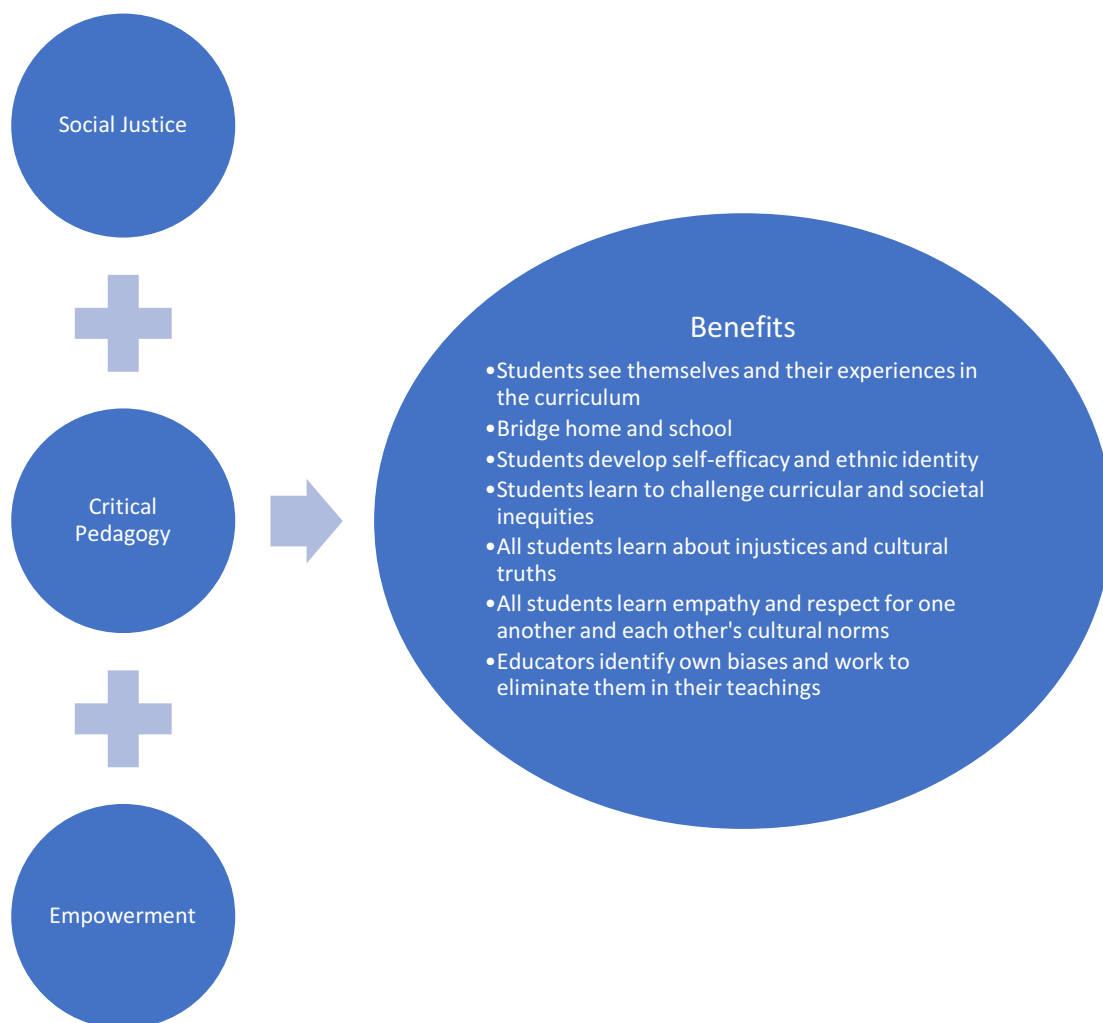 Social Justice
Critical
Pedagogy
Empowerment
Benefits
•Students see themselves and their experiences in
the curriculum
•Bridge home and school
•Students develop self-efficacy and ethnic identity
•Students learn to challenge curricular and societal
inequities
•All students learn about injustices and cultural
truths
•All students learn empathy and respect for one
another and each other's cultural norms
•Educators identify own biases and work to
eliminate them in their teachings